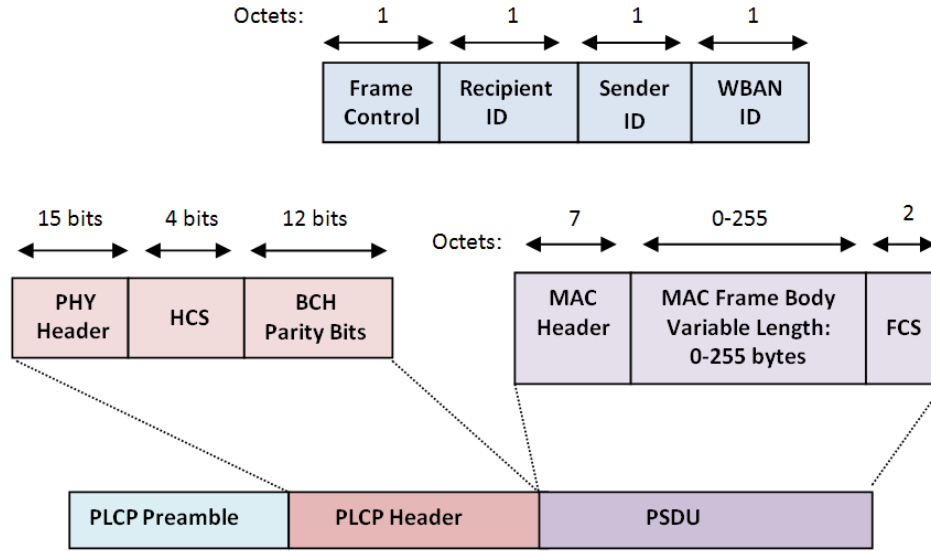 Octets: 1 1 1 1
Frame Control
Recipient ID
Sender ID
WBAN ID
15 bits 4 bits 12 bits
PHY Header
HCS
BCH Parity Bits
Octets: 7 0-255 2
MAC Header
MAC Frame Body
Variable Length:
0-255 bytes
FCS
PLCP Preamble
PLCP Header
PSDU